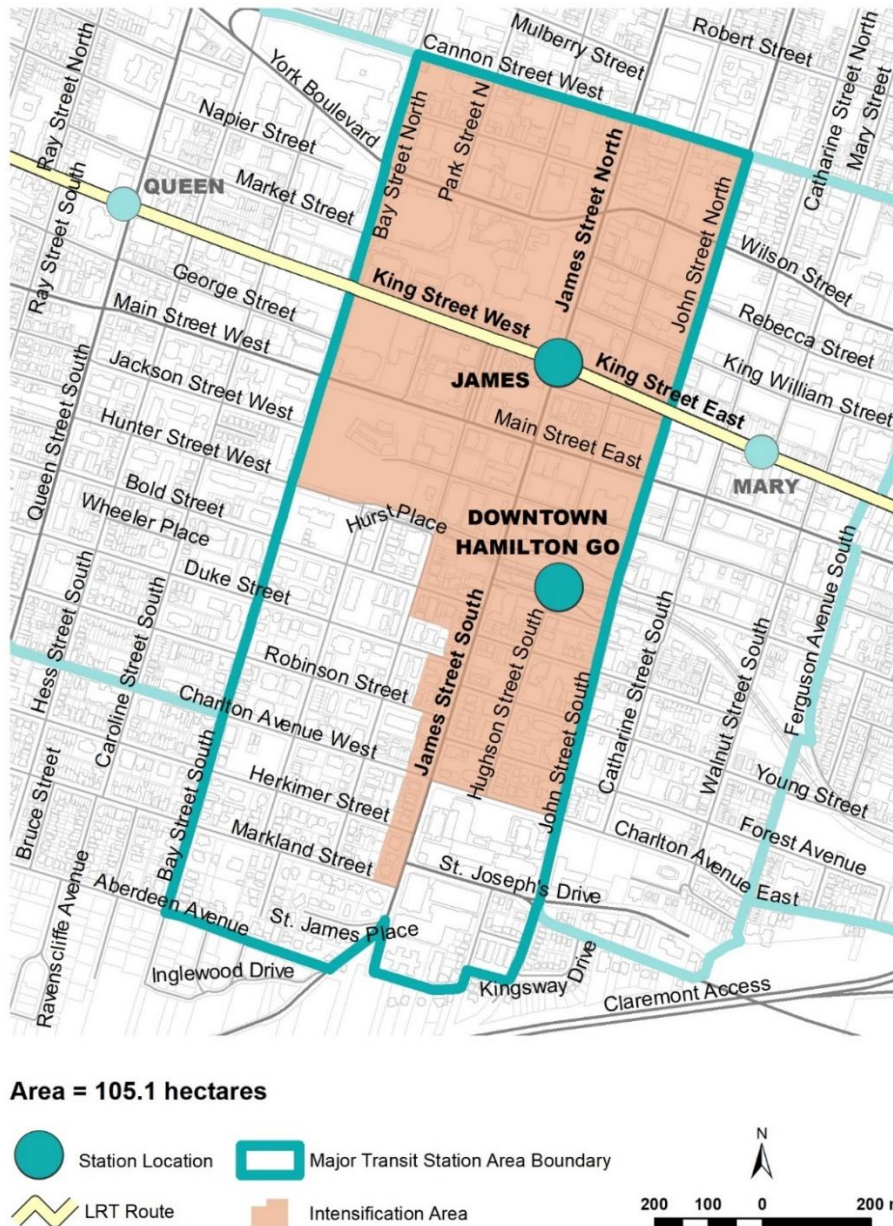 Mulberry Street
Robert Street
Cannon Street West
York Boulevard
Ray Street North
Napier Street
Bay Street North
Park Street N
James Street North
Catharine Street North
Mary Street
QUEEN
Market Street
John Street North
Wilson Street
Ray Street South
George Street
King Street West
Rebecca Street
Main Street West
King Street East
King William Street
JAMES
Jackson Street West
Main Street East
Queen Street South
Hunter Street West
MARY
Bold Street
Hurst Place
DOWNTOWN
HAMILTON GO
Wheeler Place
Duke Street
Hess Street South
Caroline Street South
Robinson Street
James Street South
Hughson Street South
John Street South
Catharine Street South
Walnut Street South
Ferguson Avenue South
Charlton Avenue West
Bruce Street
Bay Street South
Herkimer Street
Young Street
Markland Street
Forest Avenue
Charlton Avenue East
Aberdeen Avenue
St. Joseph's Drive
Ravenscliffe Avenue
St. James Place
Inglewood Drive
Kingsway Drive
Claremont Access
Area = 105.1 hectares
Station Location
Major Transit Station Area Boundary
N
LRT Route
Intensification Area
200 100 0 200 m